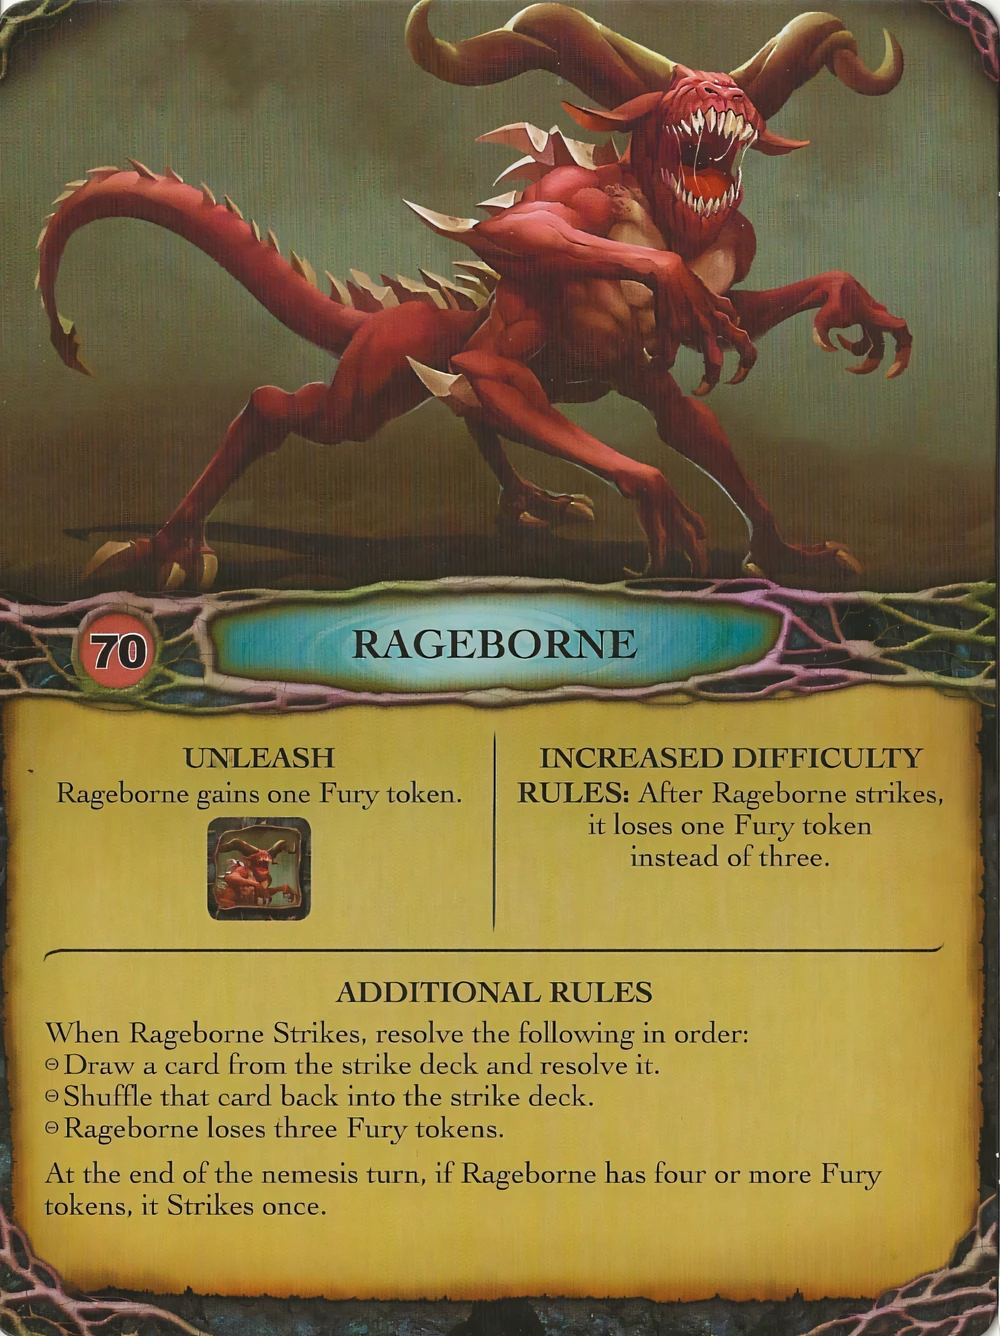 70
RAGEBORNE
UNLEASH
Rageborne gains one Fury token.
INCREASED DIFFICULTY
RULES: After Rageborne strikes,
it loses one Fury token
instead of three.
ADDITIONAL RULES
When Rageborne Strikes, resolve the following in order:
⊝ Draw a card from the strike deck and resolve it.
⊝ Shuffle that card back into the strike deck.
⊝ Rageborne loses three Fury tokens.
At the end of the nemesis turn, if Rageborne has four or more Fury
tokens, it Strikes once.